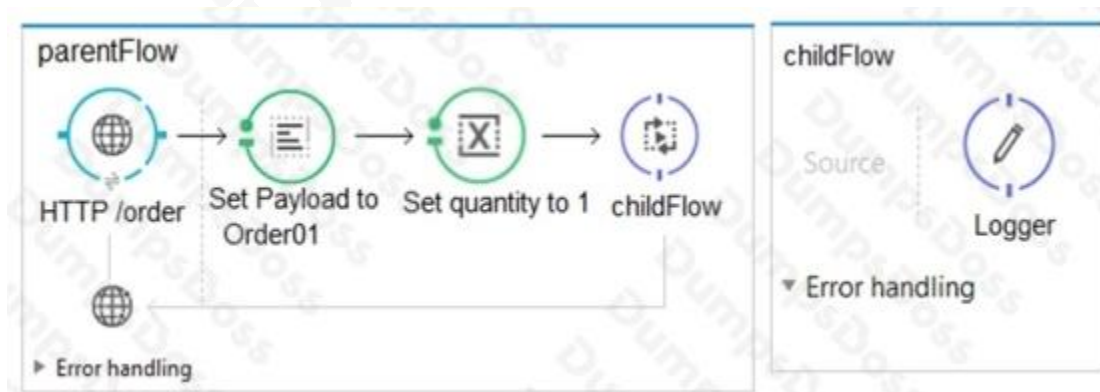 parentFlow
HTTP /order
Set Payload to
Order01
Set quantity to 1
childFlow
Error handling
childFlow
Source
Logger
Error handling
DumpsDoss